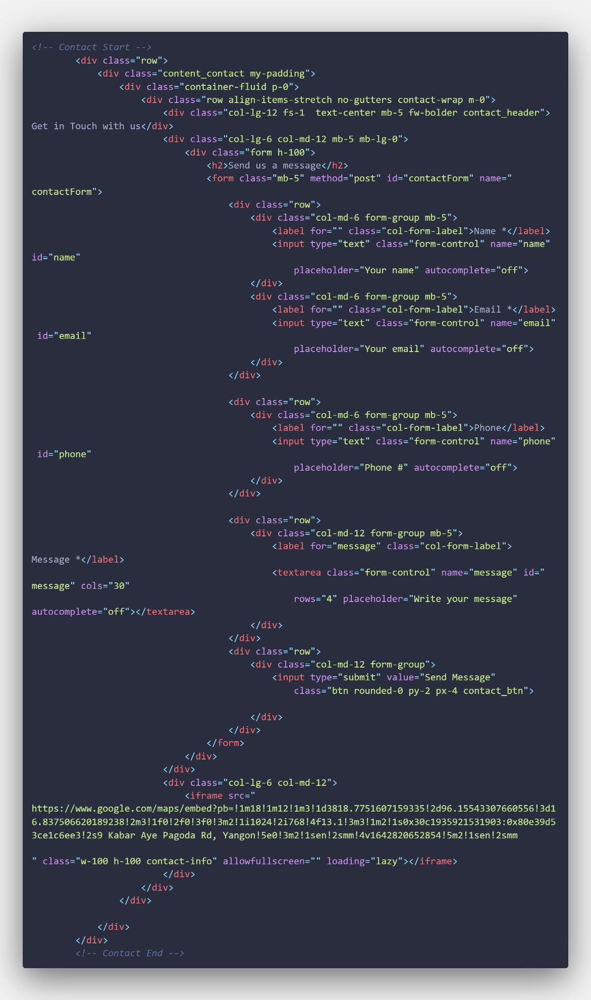 <!-- Contact Start -->
<div class="row">
<div class="content_contact my-padding">
<div class="container-fluid p-0">
<div class="row align-items-stretch no-gutters contact-wrap m-0">
<div class="col-lg-12 fs-1  text-center mb-5 fw-bolder contact_header">
Get in Touch with us</div>
<div class="col-lg-6 col-md-12 mb-5 mb-lg-0">
<div class="form h-100">
<h2>Send us a message</h2>
<form class="mb-5" method="post" id="contactForm" name="
contactForm">
<div class="row">
<div class="col-md-6 form-group mb-5">
<label for="" class="col-form-label">Name *</label>
<input type="text" class="form-control" name="name"
id="name"
placeholder="Your name" autocomplete="off">
</div>
<div class="col-md-6 form-group mb-5">
<label for="" class="col-form-label">Email *</label>
<input type="text" class="form-control" name="email"
id="email"
placeholder="Your email" autocomplete="off">
</div>
</div>
<div class="row">
<div class="col-md-6 form-group mb-5">
<label for="" class="col-form-label">Phone</label>
<input type="text" class="form-control" name="phone"
id="phone"
placeholder="Phone #" autocomplete="off">
</div>
</div>
<div class="row">
<div class="col-md-12 form-group mb-5">
<label for="message" class="col-form-label">
Message *</label>
<textarea class="form-control" name="message" id="
message" cols="30"
rows="4" placeholder="Write your message"
autocomplete="off"></textarea>
</div>
</div>
<div class="row">
<div class="col-md-12 form-group">
<input type="submit" value="Send Message"
class="btn rounded-0 py-2 px-4 contact_btn">
</div>
</div>
</form>
</div>
</div>
<div class="col-lg-6 col-md-12">
<iframe src="
https://www.google.com/maps/embed?pb=!1m18!1m12!1m3!1d3818.7751607159335!2d96.15543307660556!3d1
6.837506620189238!2m3!1f0!2f0!3f0!3m2!1i1024!2i768!4f13.1!3m3!1m2!1s0x30c1935921531903:0x80e39d5
3ce1c6ee3!2s9 Kabar Aye Pagoda Rd, Yangon!5e0!3m2!1sen!2smm!4v1642820652854!5m2!1sen!2smm
" class="w-100 h-100 contact-info" allowfullscreen="" loading="lazy"></iframe>
</div>
</div>
</div>
</div>
</div>
<!-- Contact End -->